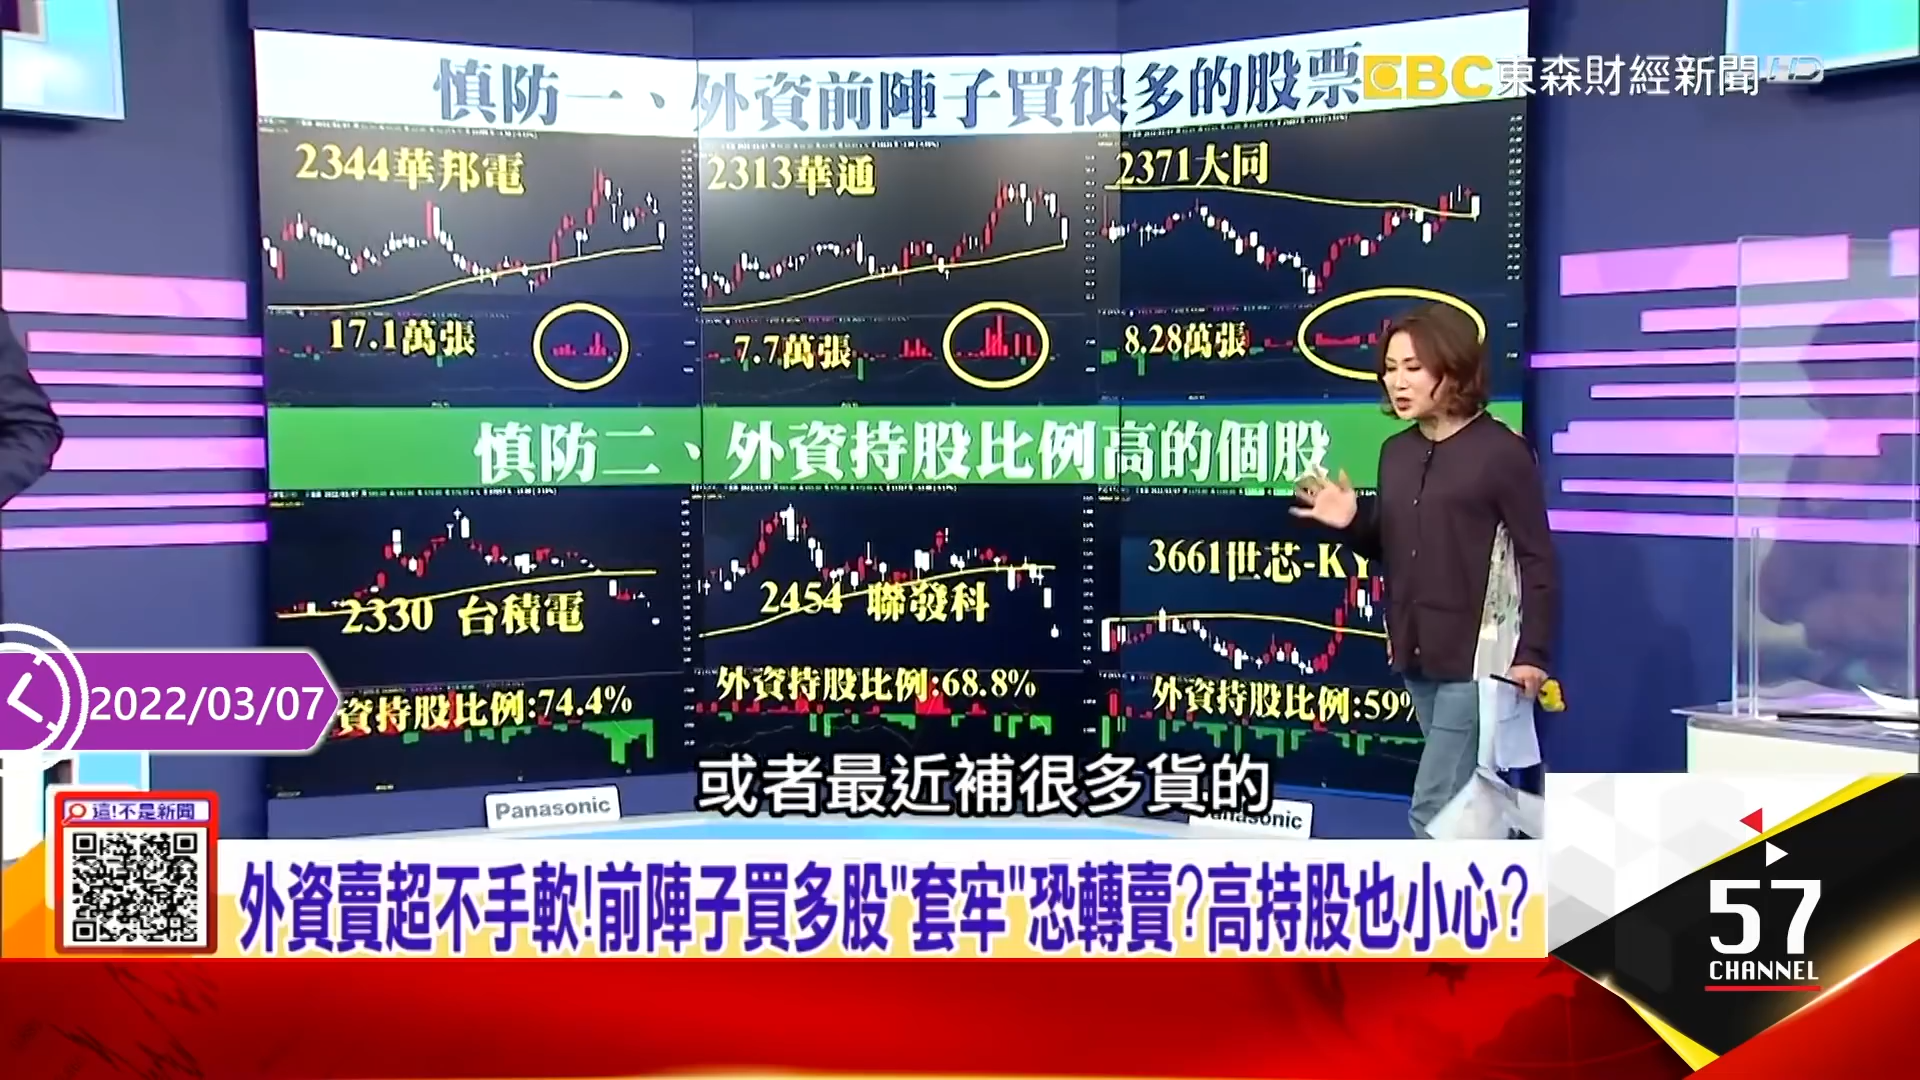 慎防一、外資前陣子買很多的股票
EBC東森財經新聞HD
2344華邦電
2313華通
2371大同
17.1萬張
7.7萬張
8.28萬張
慎防二、外資持股比例高的個股
2330 台積電
2454 聯發科
3661世芯-KY
資持股比例:74.4%
外資持股比例:68.8%
外資持股比例:59%
2022/03/07
或者最近補很多貨的
Panasonic
Panasonic
這!不是新聞
外資賣超不手軟!前陣子買多股"套牢"恐轉賣?高持股也小心?
57
CHANNEL